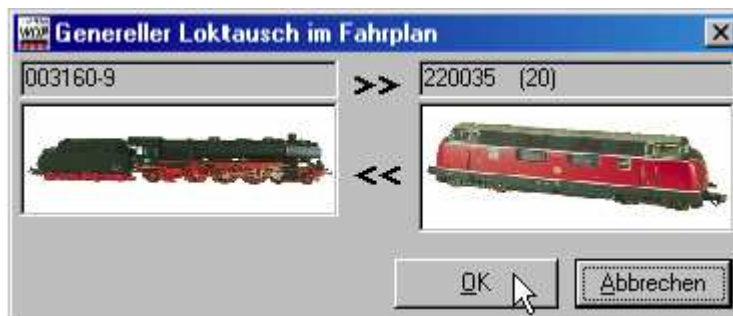 Genereller Loktausch im Fahrplan
003160-9 >> 220035 (20)
<<
OK Abbrechen